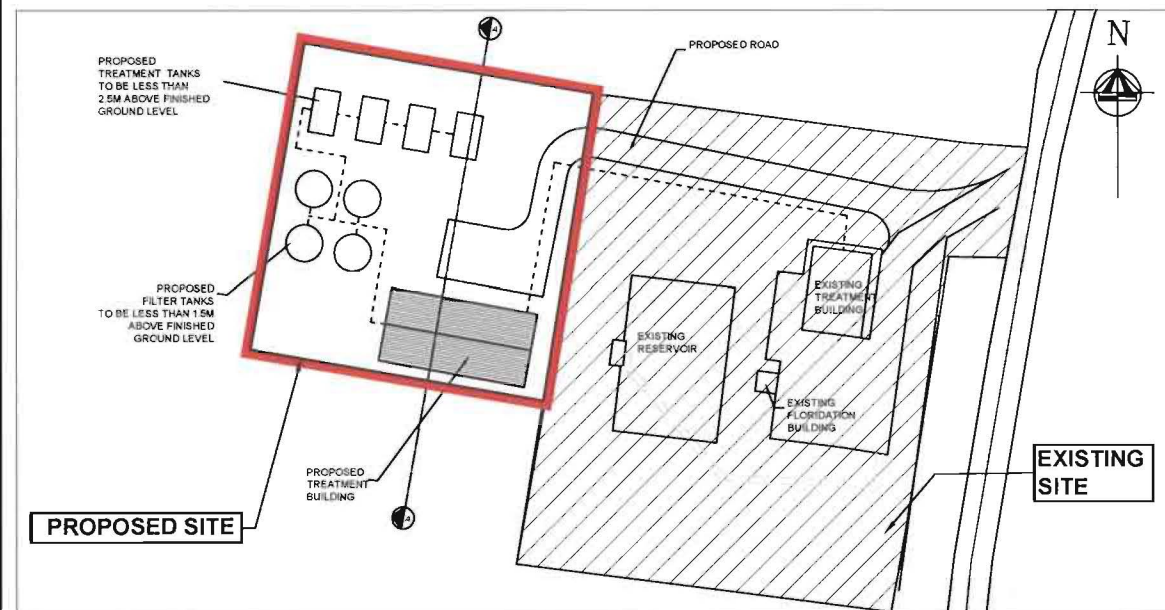 PROPOSED
TREATMENT TANKS
TO BE LESS THAN
2.5M ABOVE FINISHED
GROUND LEVEL
A
PROPOSED ROAD
N
PROPOSED
FILTER TANKS
TO BE LESS THAN 1.5M
ABOVE FINISHED
GROUND LEVEL
EXISTING
TREATMENT
BUILDING
EXISTING
RESERVOIR
EXISTING
FLORIDATION
BUILDING
PROPOSED
TREATMENT
BUILDING
EXISTING
SITE
PROPOSED SITE
A